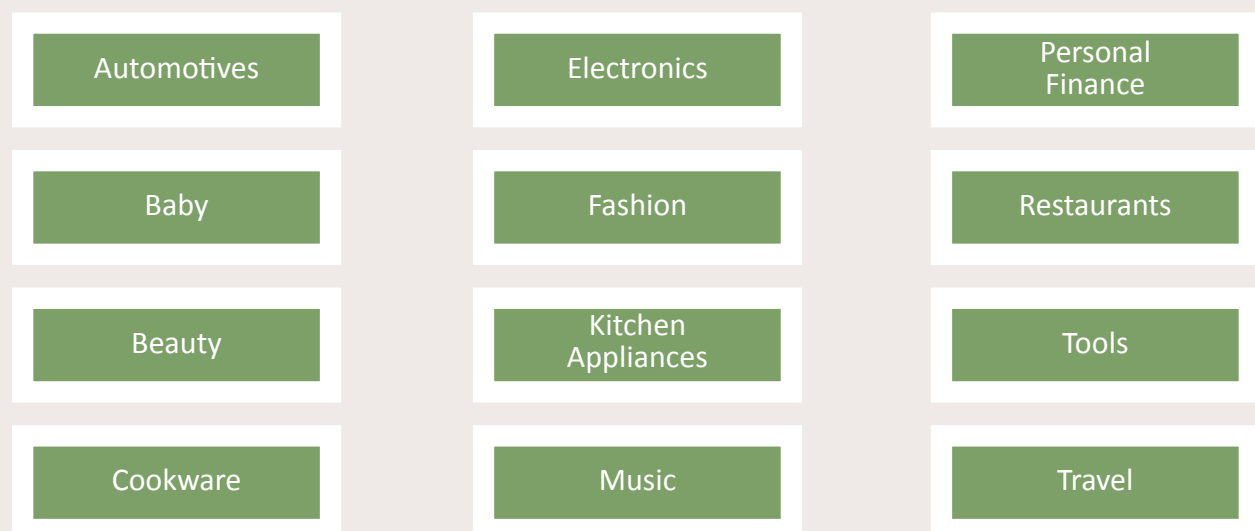 Automotives
Baby
Beauty
Cookware
Electronics
Fashion
Kitchen
Appliances
Music
Personal
Finance
Restaurants
Tools
Travel